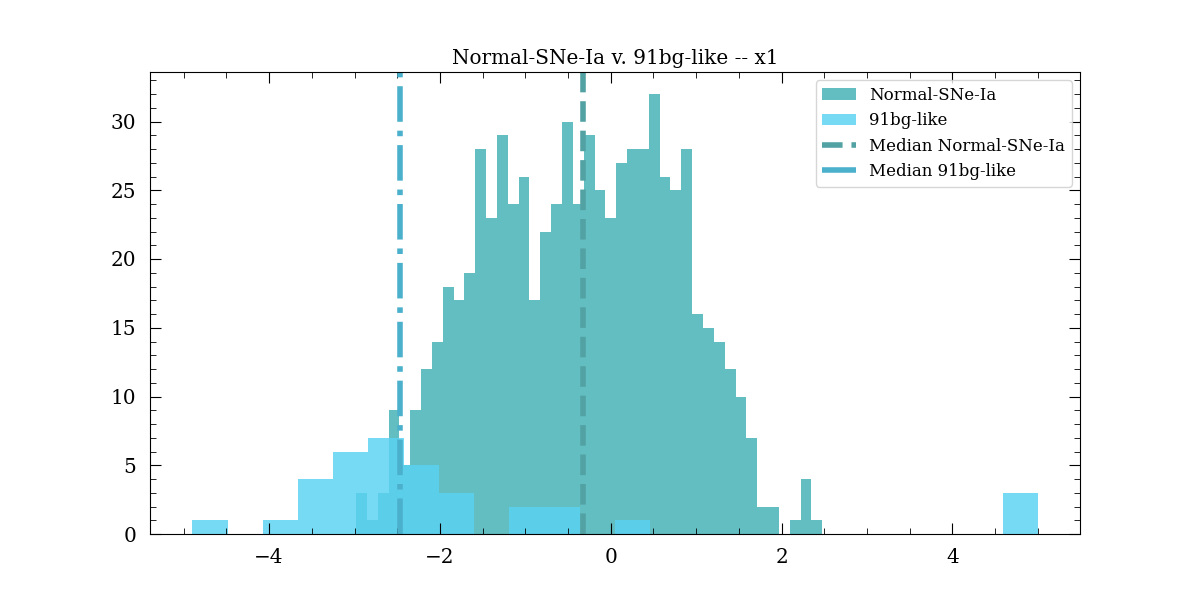 Normal-SNe-Ia v. 91bg-like -- x1
Normal-SNe-Ia
91bg-like
Median Normal-SNe-Ia
Median 91bg-like
30
25
20
15
10
5
0
−4
−2
0
2
4